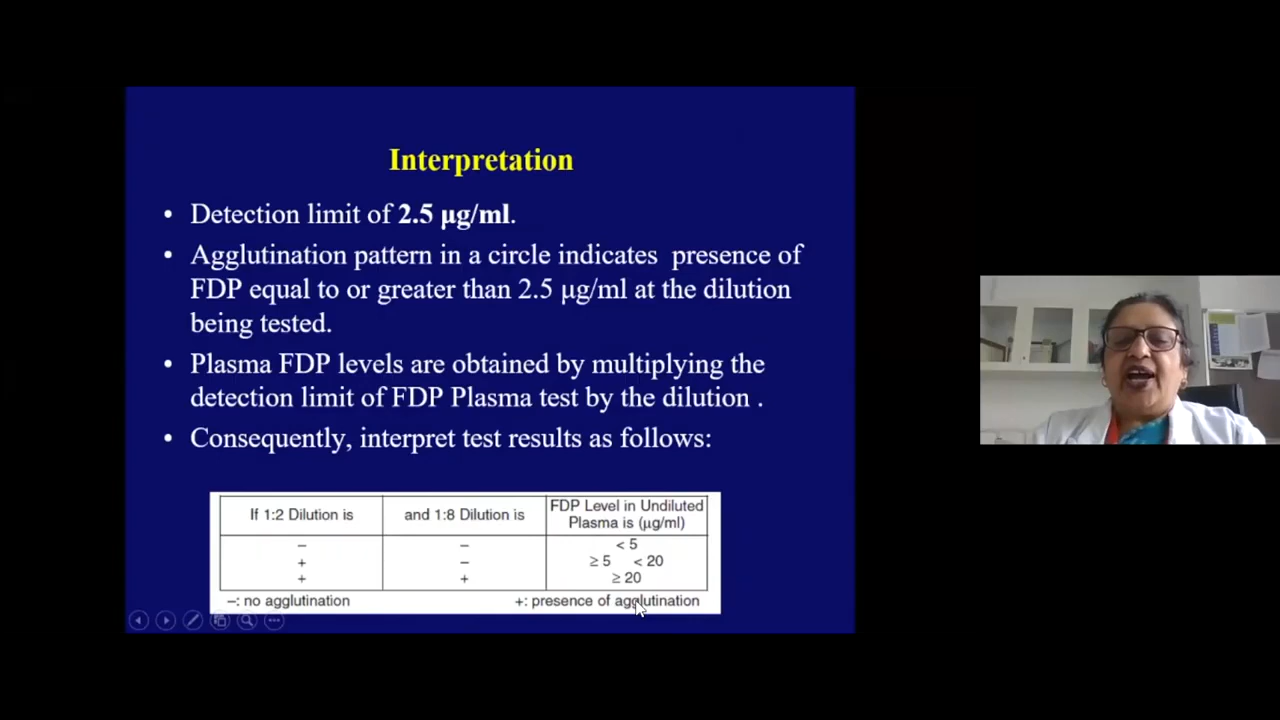 Interpretation
• Detection limit of 2.5 µg/ml.
• Agglutination pattern in a circle indicates presence of
FDP equal to or greater than 2.5 µg/ml at the dilution
being tested.
• Plasma FDP levels are obtained by multiplying the
detection limit of FDP Plasma test by the dilution .
• Consequently, interpret test results as follows:
If 1:2 Dilution is and 1:8 Dilution is FDP Level in Undiluted
Plasma is (µg/ml)
– – < 5
+ – ≥ 5 < 20
+ + ≥ 20
–: no agglutination +: presence of agglutination